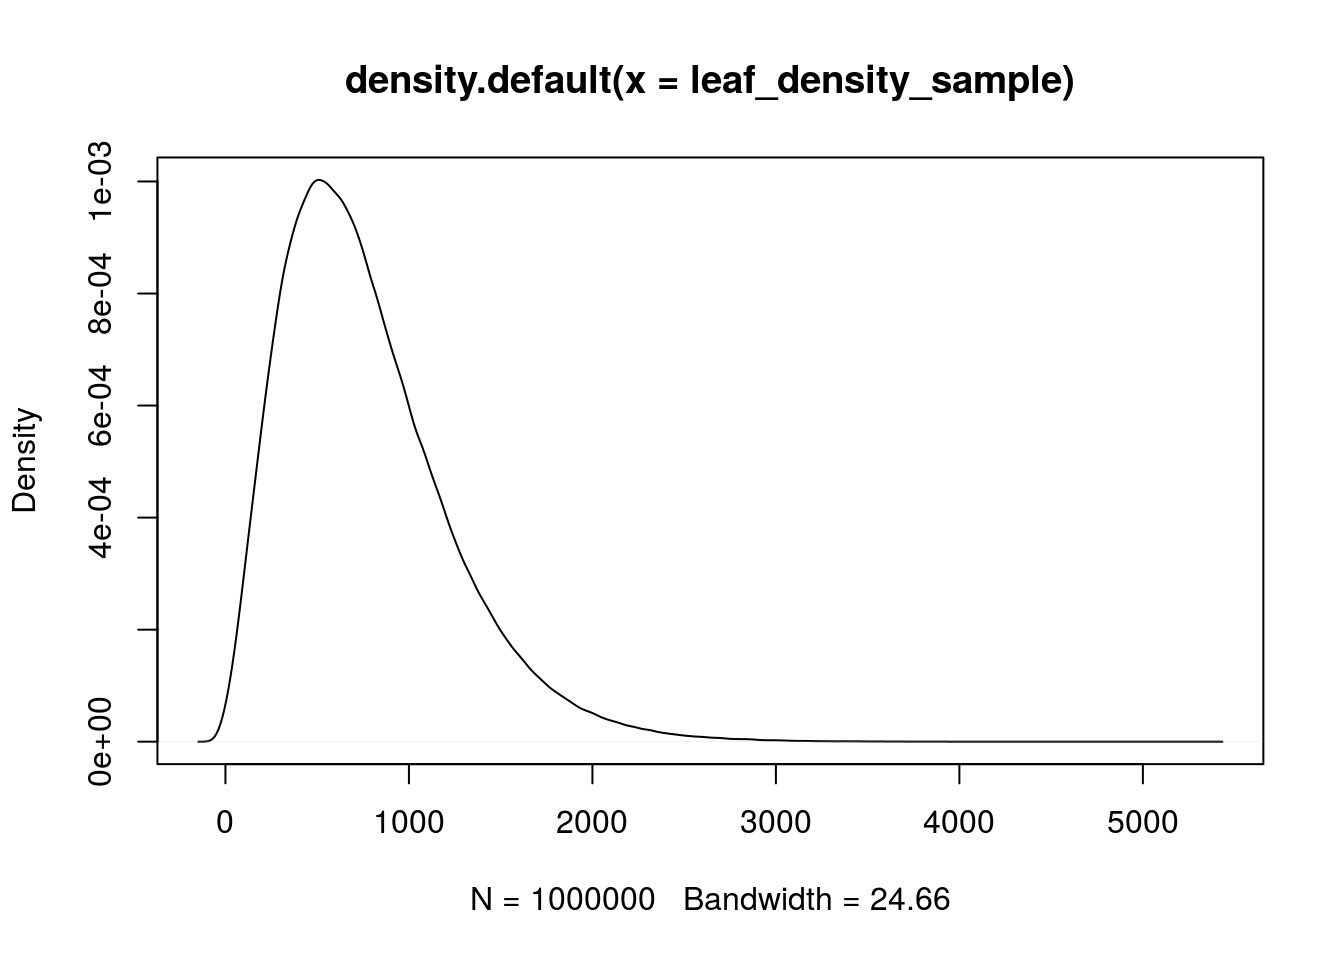 density.default(x = leaf_density_sample)
Density
1e-03
8e-04
6e-04
4e-04
0e+00
0 1000 2000 3000 4000 5000
N = 1000000 Bandwidth = 24.66